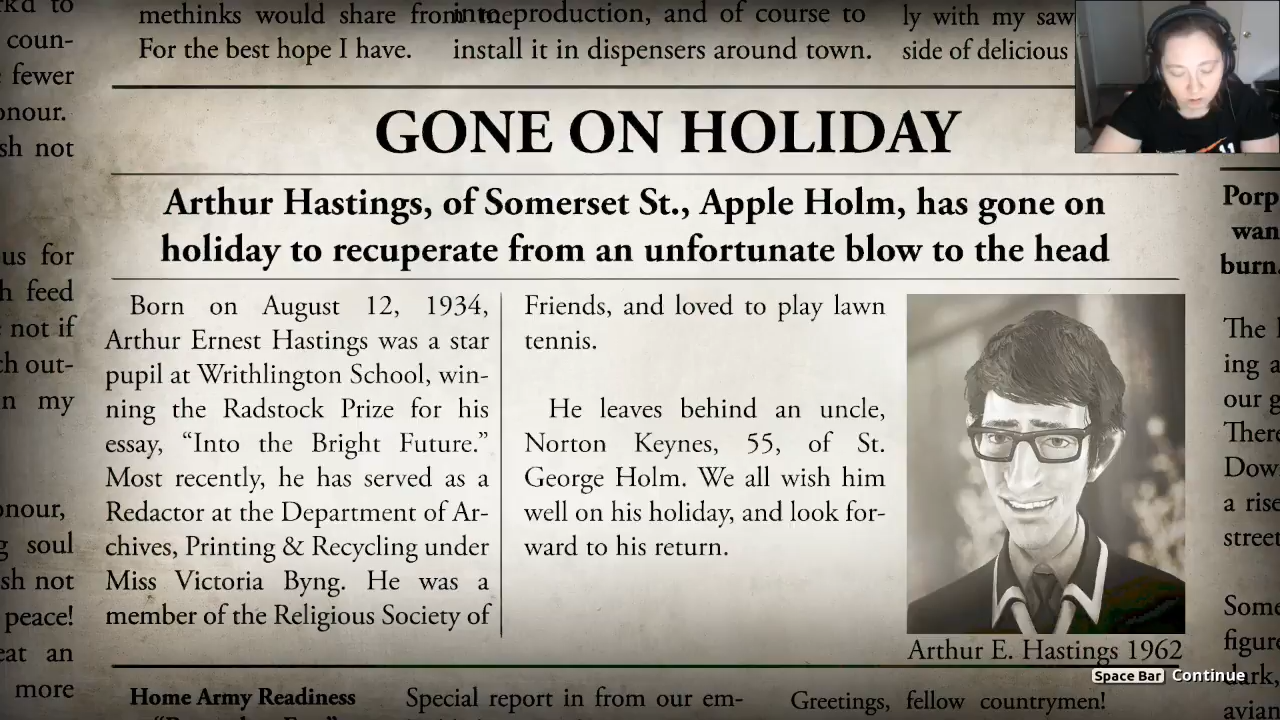 rk'd to
coun-
fewer
onour.
sh not
us for
h feed
not if
ch out-
n my
onour,
g soul
sh not
peace!
eat an
more
methinks would share from me
For the best hope I have.
into production, and of course to
install it in dispensers around town.
ly with my saw
side of delicious
GONE ON HOLIDAY
Arthur Hastings, of Somerset St., Apple Holm, has gone on
holiday to recuperate from an unfortunate blow to the head
Born on August 12, 1934,
Arthur Ernest Hastings was a star
pupil at Writhlington School, win-
ning the Radstock Prize for his
essay, “Into the Bright Future.”
Most recently, he has served as a
Redactor at the Department of Ar-
chives, Printing & Recycling under
Miss Victoria Byng. He was a
member of the Religious Society of
Friends, and loved to play lawn
tennis.
He leaves behind an uncle,
Norton Keynes, 55, of St.
George Holm. We all wish him
well on his holiday, and look for-
ward to his return.
Arthur E. Hastings 1962
Space Bar Continue
Home Army Readiness
Special report in from our em-
Greetings, fellow countrymen!
Porp
wan
burn
The
ing a
our g
There
Dow
a rise
street
Some
figure
dark,
avian